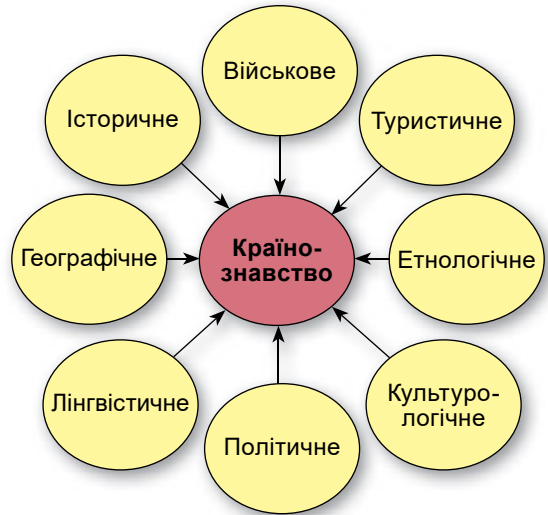 Військове
Історичне
Туристичне
Географічне
Країно-
знавство
Етнологічне
Лінгвістичне
Політичне
Культуро-
логічне